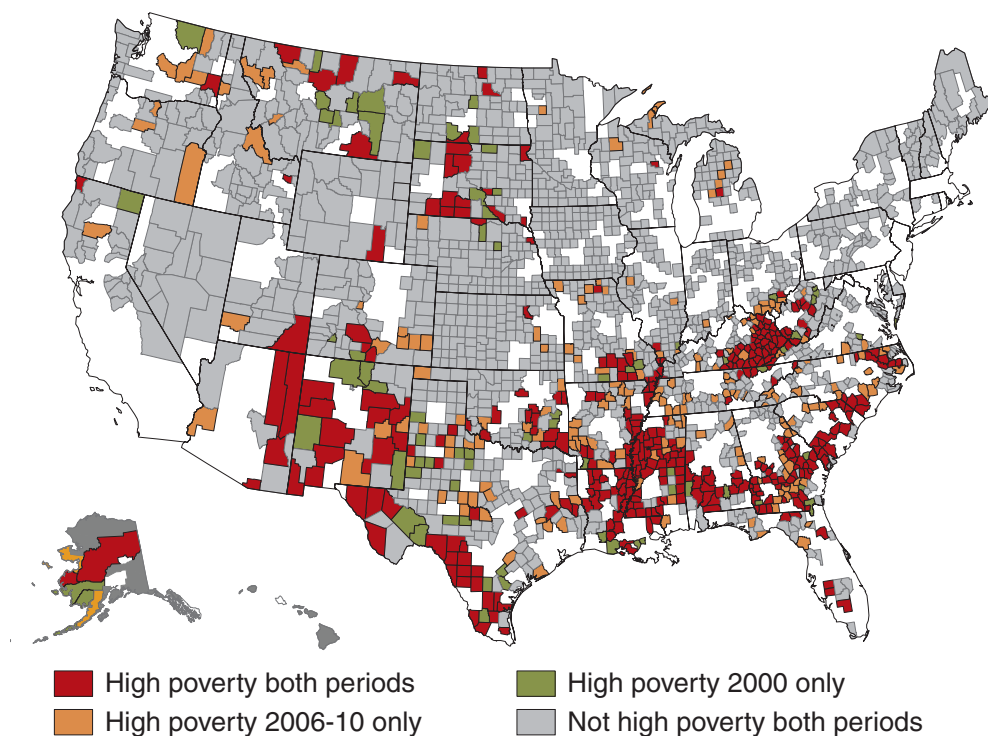 High poverty both periods
High poverty 2000 only
High poverty 2006-10 only
Not high poverty both periods